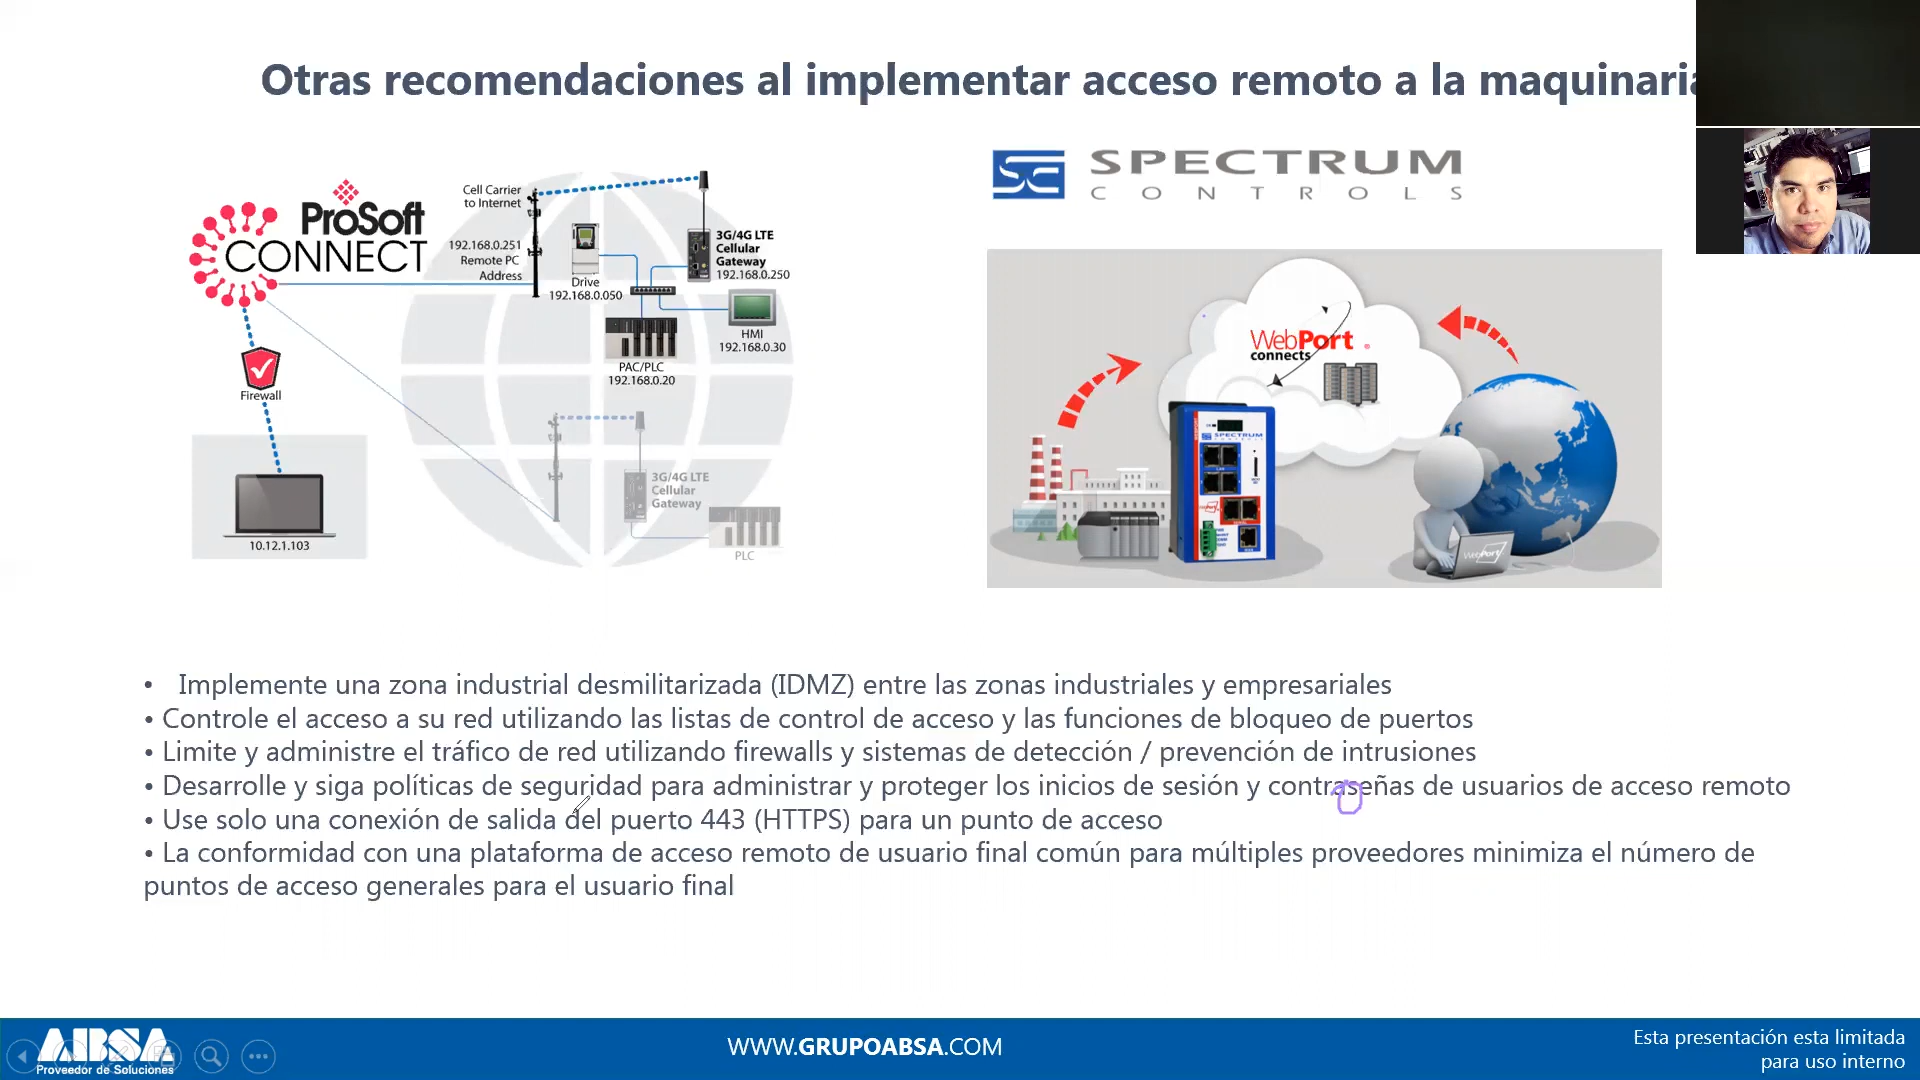 Otras recomendaciones al implementar acceso remoto a la maquinaria
ProSoft
CONNECT
Cell Carrier
to Internet
192.168.0.251
Remote PC
Address
Drive
192.168.0.050
3G/4G LTE
Cellular
Gateway
192.168.0.250
HMI
192.168.0.30
PAC/PLC
192.168.0.20
Firewall
10.12.1.103
3G/4G LTE
Cellular
Gateway
PLC
SC SPECTRUM
CONTROLS
WebPort
connects
SPECTRUM
WebPort
• Implemente una zona industrial desmilitarizada (IDMZ) entre las zonas industriales y empresariales
• Controle el acceso a su red utilizando las listas de control de acceso y las funciones de bloqueo de puertos
• Limite y administre el tráfico de red utilizando firewalls y sistemas de detección / prevención de intrusiones
• Desarrolle y siga políticas de seguridad para administrar y proteger los inicios de sesión y contraseñas de usuarios de acceso remoto
• Use solo una conexión de salida del puerto 443 (HTTPS) para un punto de acceso
• La conformidad con una plataforma de acceso remoto de usuario final común para múltiples proveedores minimiza el número de
puntos de acceso generales para el usuario final
ABSA
Proveedor de Soluciones
WWW.GRUPOABSA.COM
Esta presentación esta limitada
para uso interno